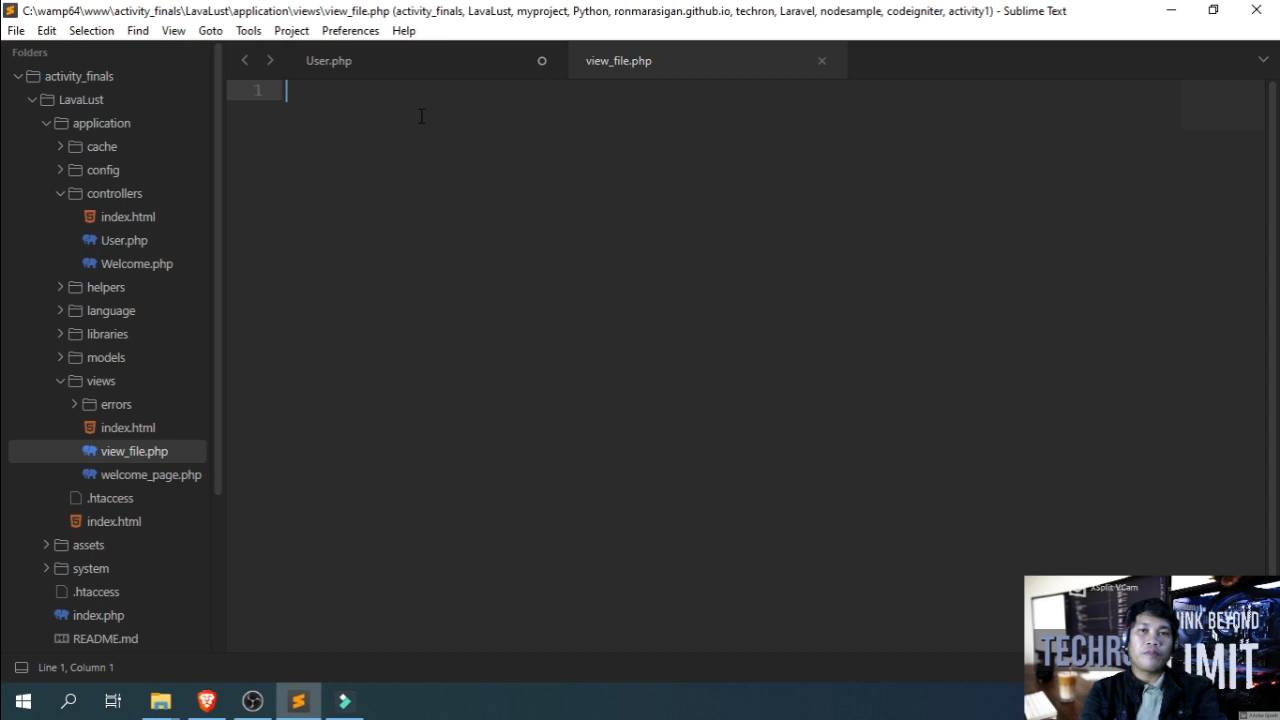 C:\wamp64\www\activity_finals\LavaLust\application\views\view_file.php (activity_finals, LavaLust, myproject, Python, ronmarasigan.github.io, techron, Laravel, nodesample, codeigniter, activity1) - Sublime Text
File Edit Selection Find View Goto Tools Project Preferences Help
Folders
activity_finals
LavaLust
application
cache
config
controllers
index.html
User.php
Welcome.php
helpers
language
libraries
models
views
errors
index.html
view_file.php
welcome_page.php
.htaccess
index.html
assets
system
.htaccess
index.php
README.md
User.php
view_file.php
1
Line 1, Column 1
XSplit VCam
INK BEYOND
TECHR
IMIT